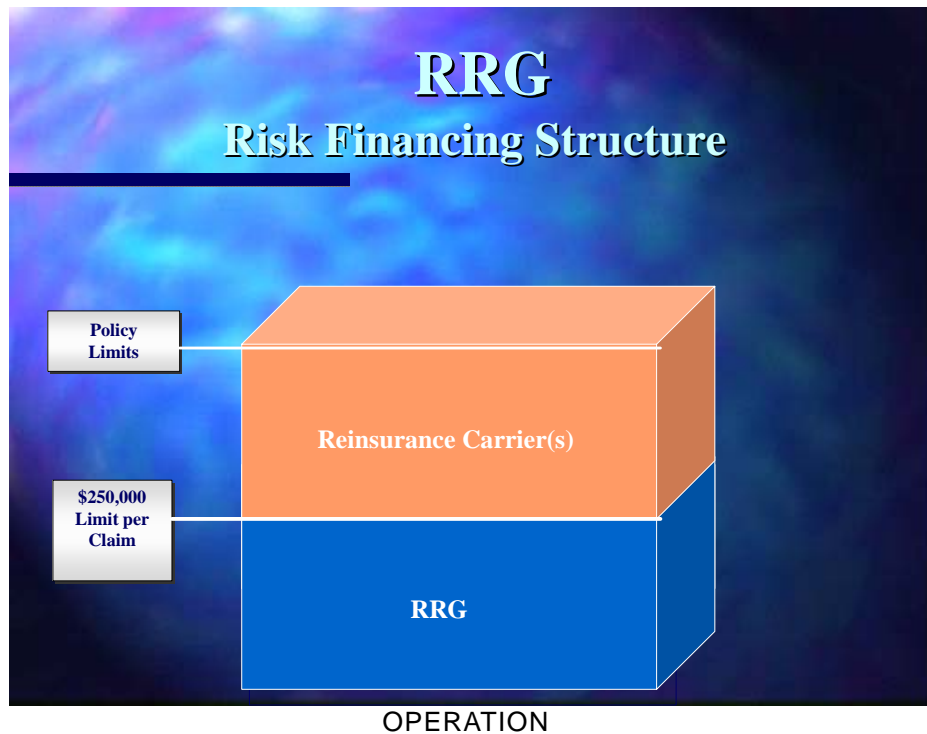 RRG
Risk Financing Structure
Policy
Limits
Reinsurance Carrier(s)
$250,000
Limit per
Claim
RRG
OPERATION